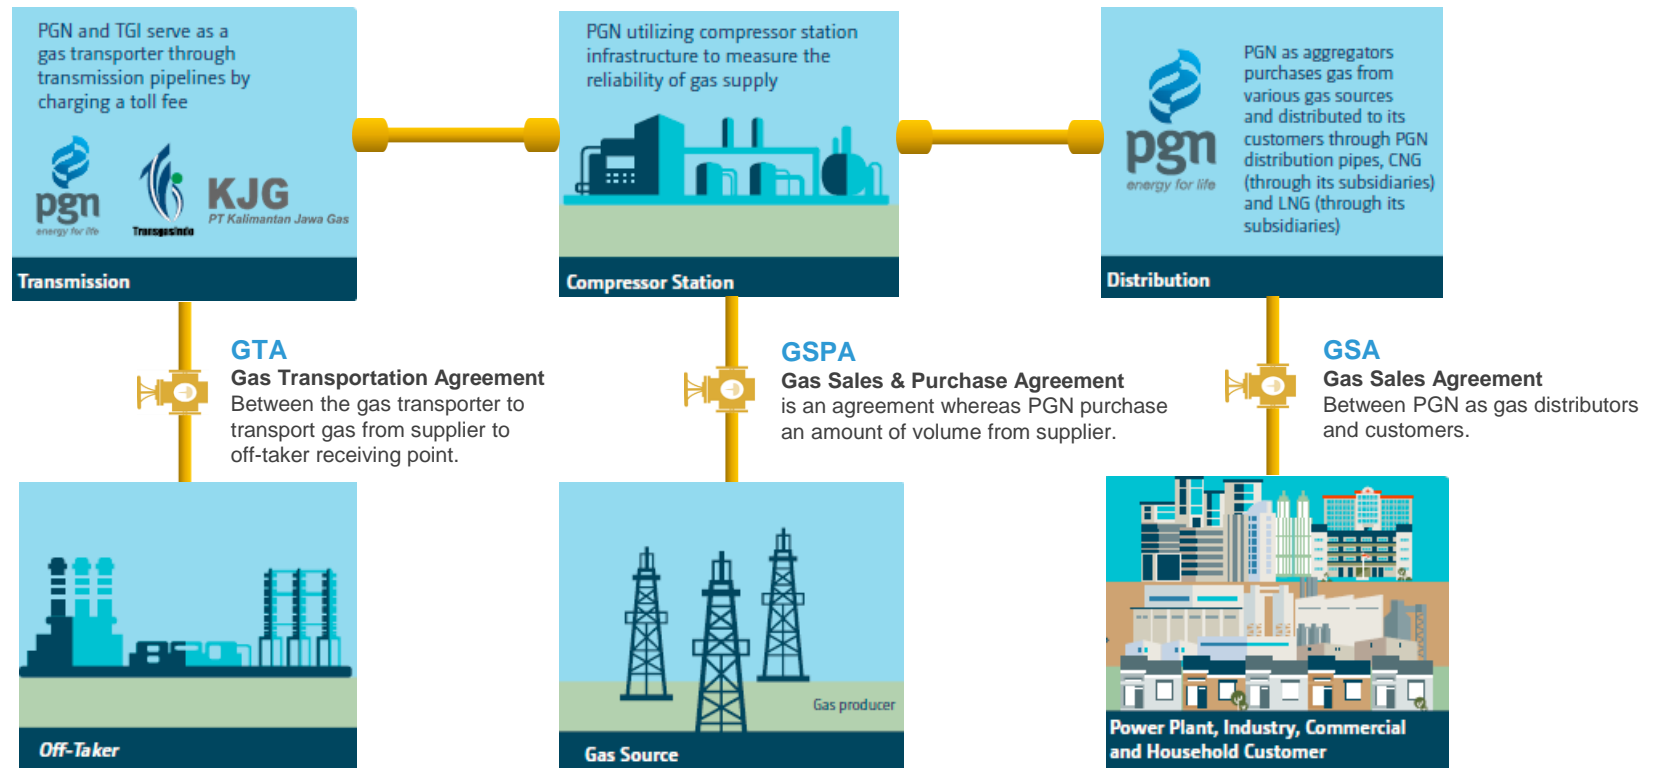 PGN and TGI serve as a
gas transporter through
transmission pipelines by
charging a toll fee
pgn
energy for life
Transgasindo
KJG
PT Kalimantan Jawa Gas
Transmission
PGN utilizing compressor station
infrastructure to measure the
reliability of gas supply
Compressor Station
pgn
energy for life
PGN as aggregators
purchases gas from
various gas sources
and distributed to its
customers through PGN
distribution pipes, CNG
(through its subsidiaries)
and LNG (through its
subsidiaries)
Distribution
GTA
Gas Transportation Agreement
Between the gas transporter to
transport gas from supplier to
off-taker receiving point.
GSPA
Gas Sales & Purchase Agreement
is an agreement whereas PGN purchase
an amount of volume from supplier.
GSA
Gas Sales Agreement
Between PGN as gas distributors
and customers.
Off-Taker
Gas producer
Gas Source
Power Plant, Industry, Commercial
and Household Customer